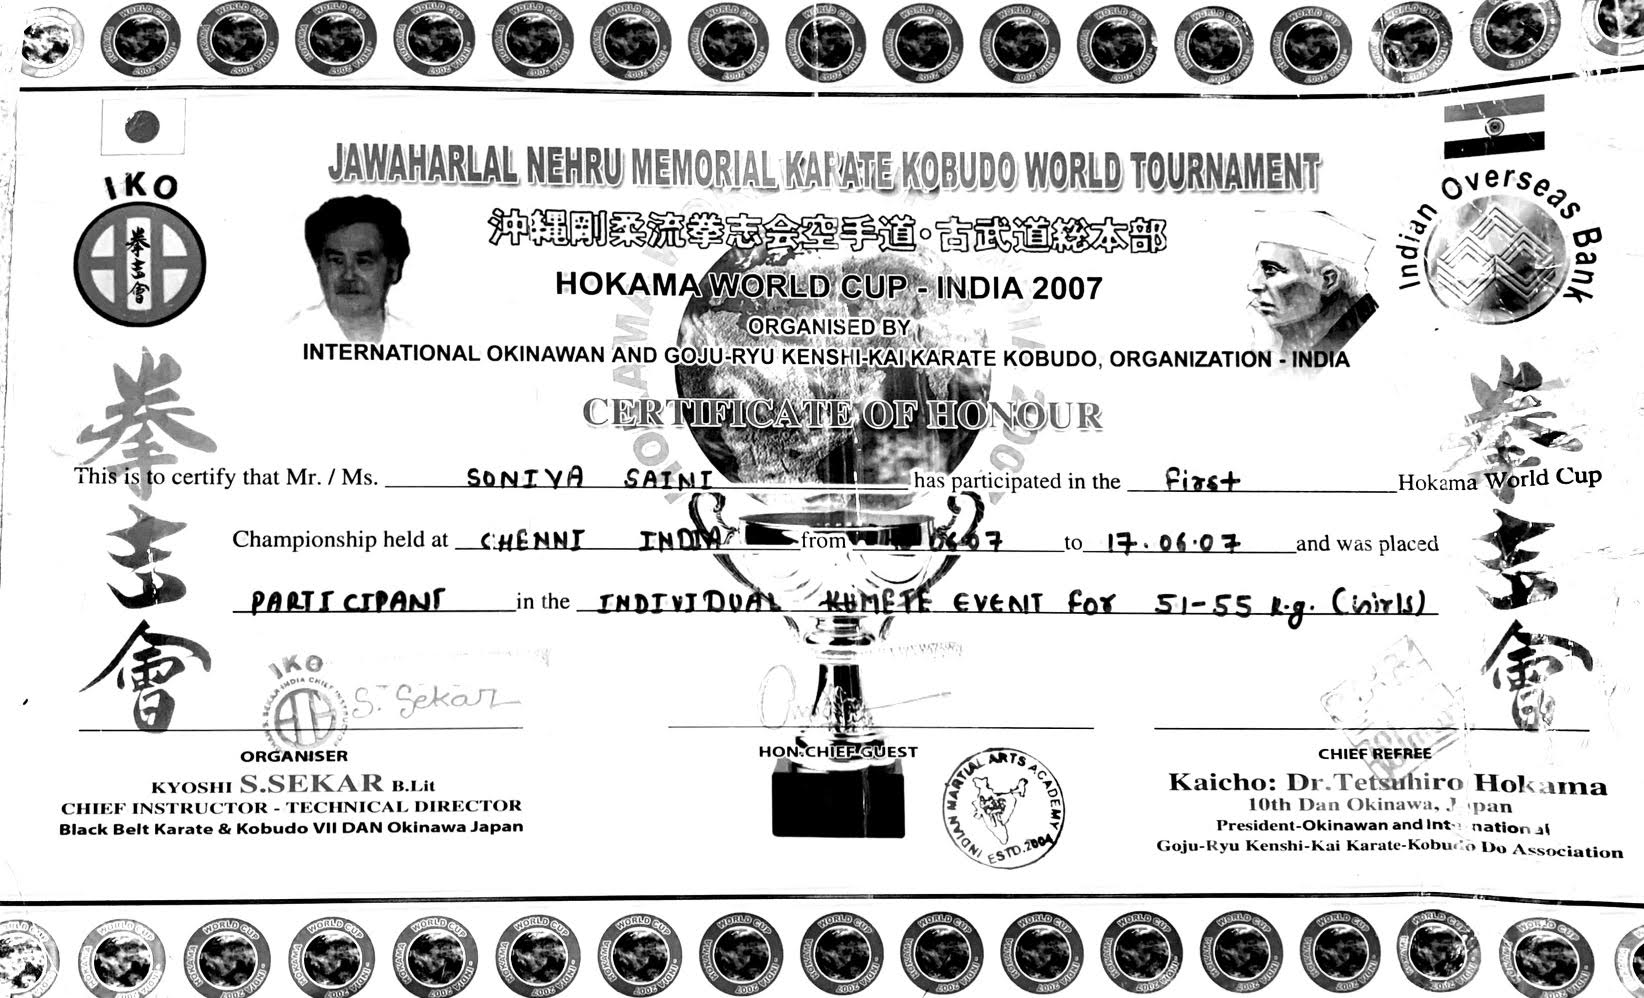 JAWAHARLAL NEHRU MEMORIAL KARATE KOBUDO WORLD TOURNAMENT
IKO
拳志會
Indian Overseas Bank
沖縄剛柔流拳志会空手道・古武道総本部
HOKAMA WORLD CUP - INDIA 2007
ORGANISED BY
INTERNATIONAL OKINAWAN AND GOJU-RYU KENSHI-KAI KARATE KOBUDO, ORGANIZATION - INDIA
CERTIFICATE OF HONOUR
This is to certify that Mr. / Ms. SONIYA SAINI has participated in the First Hokama World Cup
Championship held at CHENNI INDIA from 06.07 to 17.06.07 and was placed
PARTICIPANT in the INDIVIDUAL KUMETE EVENT For 51-55 k.g. (Girls)
拳志會
拳志會
IKO
S. Sekar
ORGANISER
KYOSHI S.SEKAR B.Lit
CHIEF INSTRUCTOR - TECHNICAL DIRECTOR
Black Belt Karate & Kobudo VII DAN Okinawa Japan
HON.CHIEF GUEST
INDIAN MARTIAL ARTS ACADEMY
ESTD.2004
CHIEF REFREE
Kaicho: Dr.Tetsuhiro Hokama
10th Dan Okinawa, Japan
President-Okinawan and International
Goju-Ryu Kenshi-Kai Karate-Kobudo Do Association